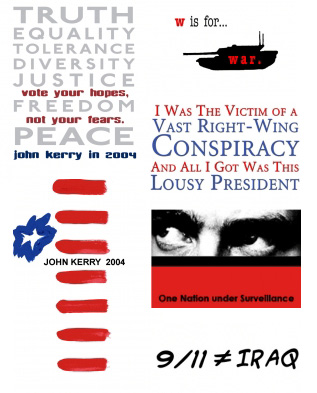 TRUTH
EQUALITY
TOLERANCE
DIVERSITY
JUSTICE
vote your hopes,
FREEDOM
not your fears.
PEACE
john kerry in 2004
w is for...
war.
I WAS THE VICTIM OF A
VAST RIGHT-WING
CONSPIRACY
AND ALL I GOT WAS THIS
LOUSY PRESIDENT
JOHN KERRY 2004
One Nation under Surveillance
9/11 ≠ IRAQ